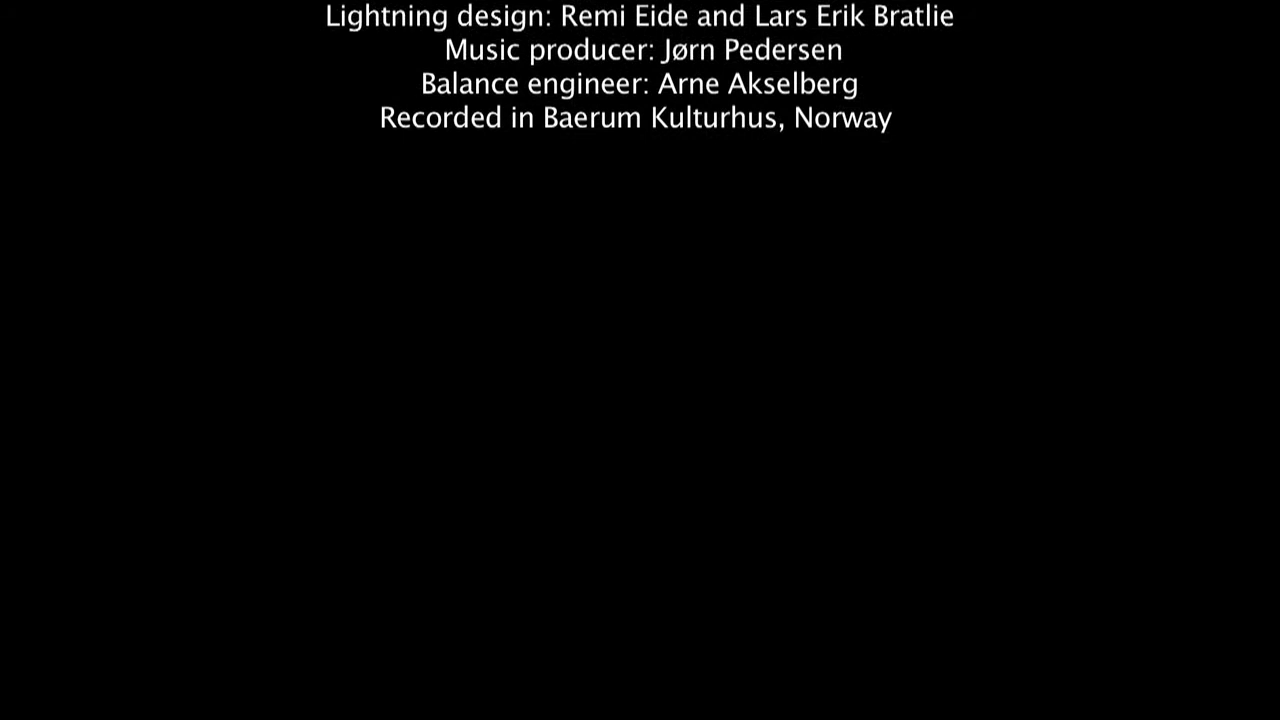 Lightning design: Remi Eide and Lars Erik Bratlie
Music producer: Jørn Pedersen
Balance engineer: Arne Akselberg
Recorded in Baerum Kulturhus, Norway